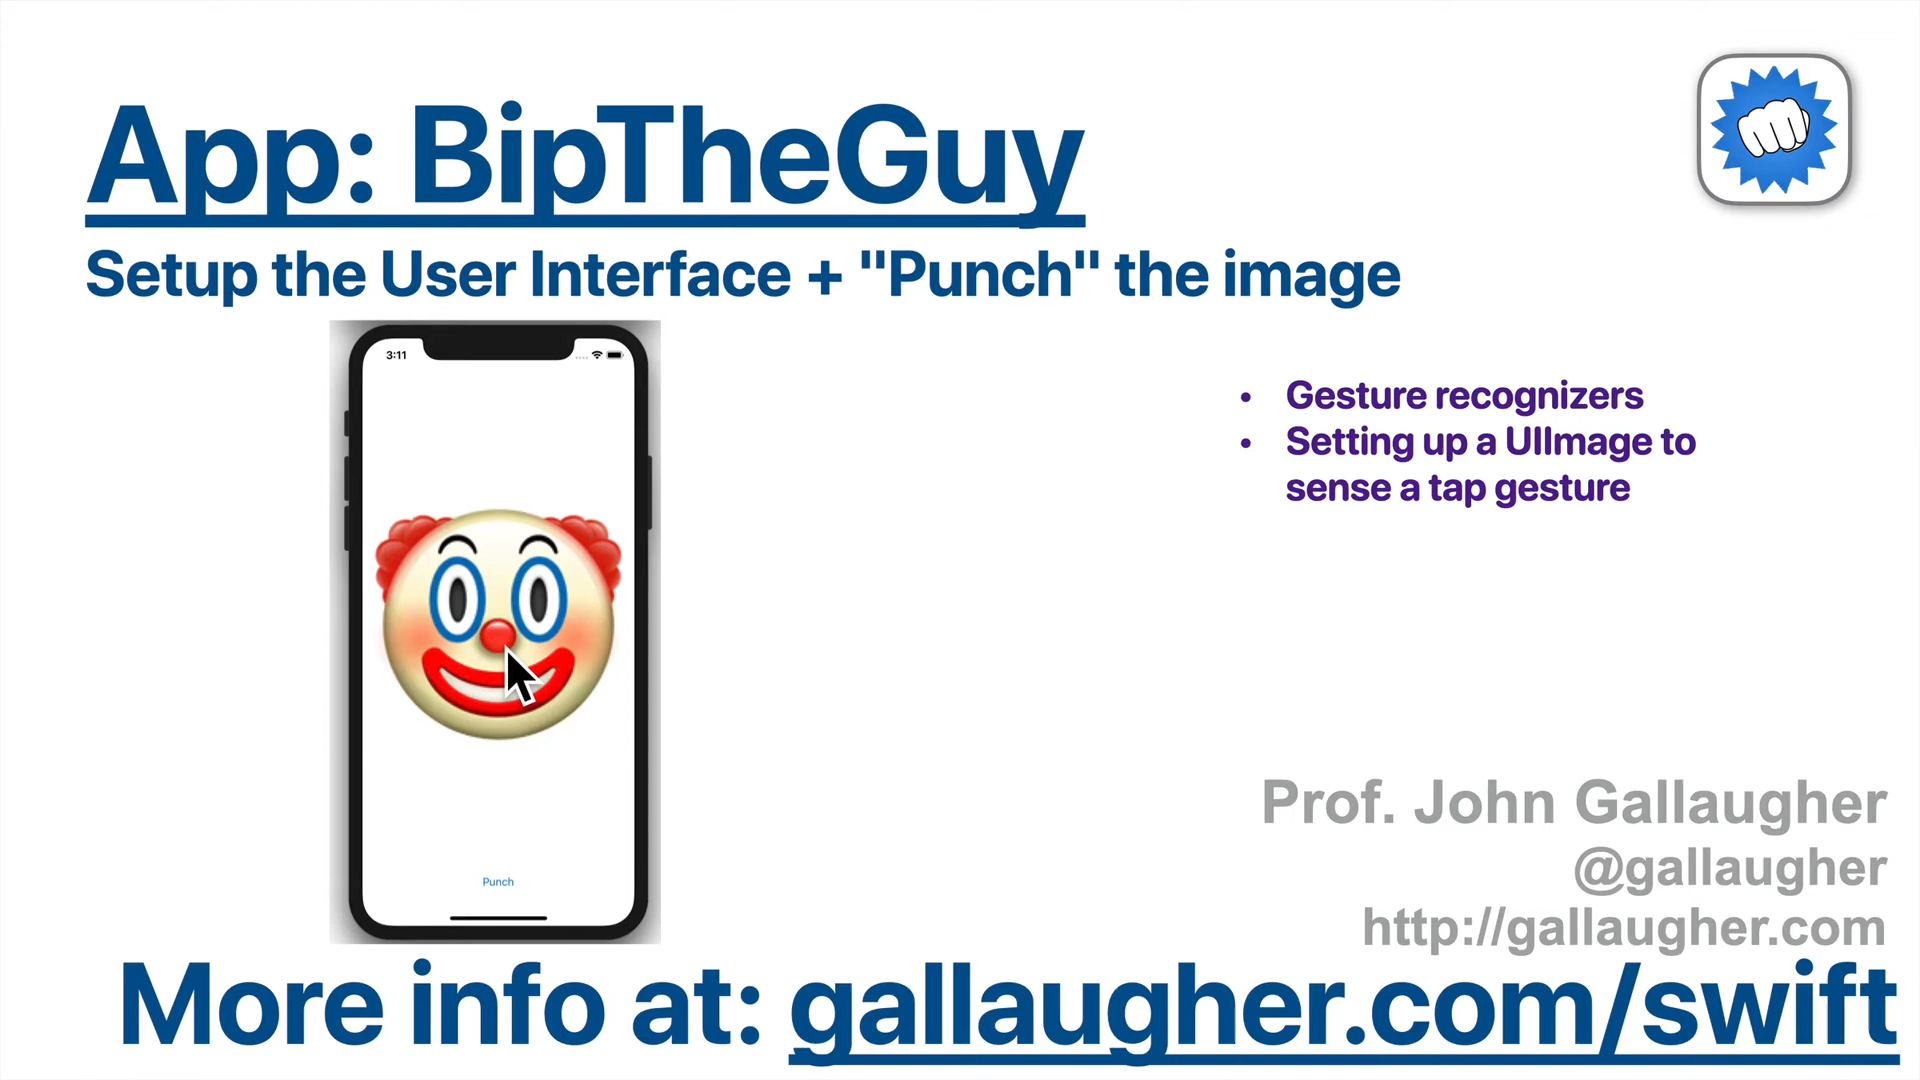 App: BipTheGuy
Setup the User Interface + "Punch" the image
3:11
• Gesture recognizers
• Setting up a UIImage to
sense a tap gesture
Punch
Prof. John Gallaugher
@gallaugher
http://gallaugher.com
More info at: gallaugher.com/swift